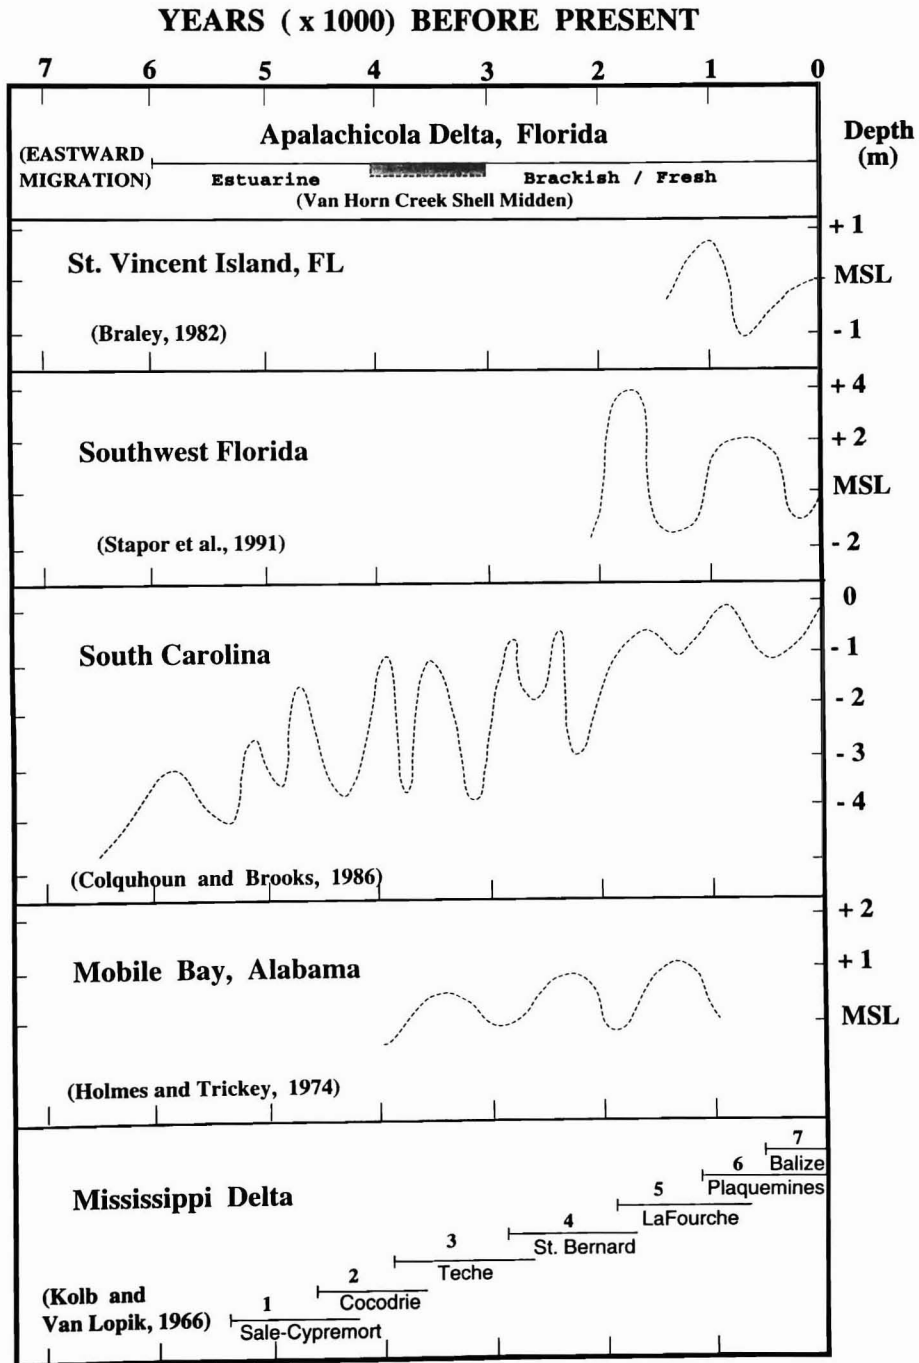 YEARS ( x 1000) BEFORE PRESENT
7 6 5 4 3 2 1 0
Apalachicola Delta, Florida
Depth
(m)
(EASTWARD
MIGRATION)
Estuarine
Brackish / Fresh
(Van Horn Creek Shell Midden)
St. Vincent Island, FL
(Braley, 1982)
+ 1
MSL
- 1
Southwest Florida
(Stapor et al., 1991)
+ 4
+ 2
MSL
- 2
South Carolina
(Colquhoun and Brooks, 1986)
0
- 1
- 2
- 3
- 4
Mobile Bay, Alabama
(Holmes and Trickey, 1974)
+ 2
+ 1
MSL
Mississippi Delta
(Kolb and
Van Lopik, 1966)
7
Balize
6
Plaquemines
5
LaFourche
4
St. Bernard
3
Teche
2
Cocodrie
1
Sale-Cypremort